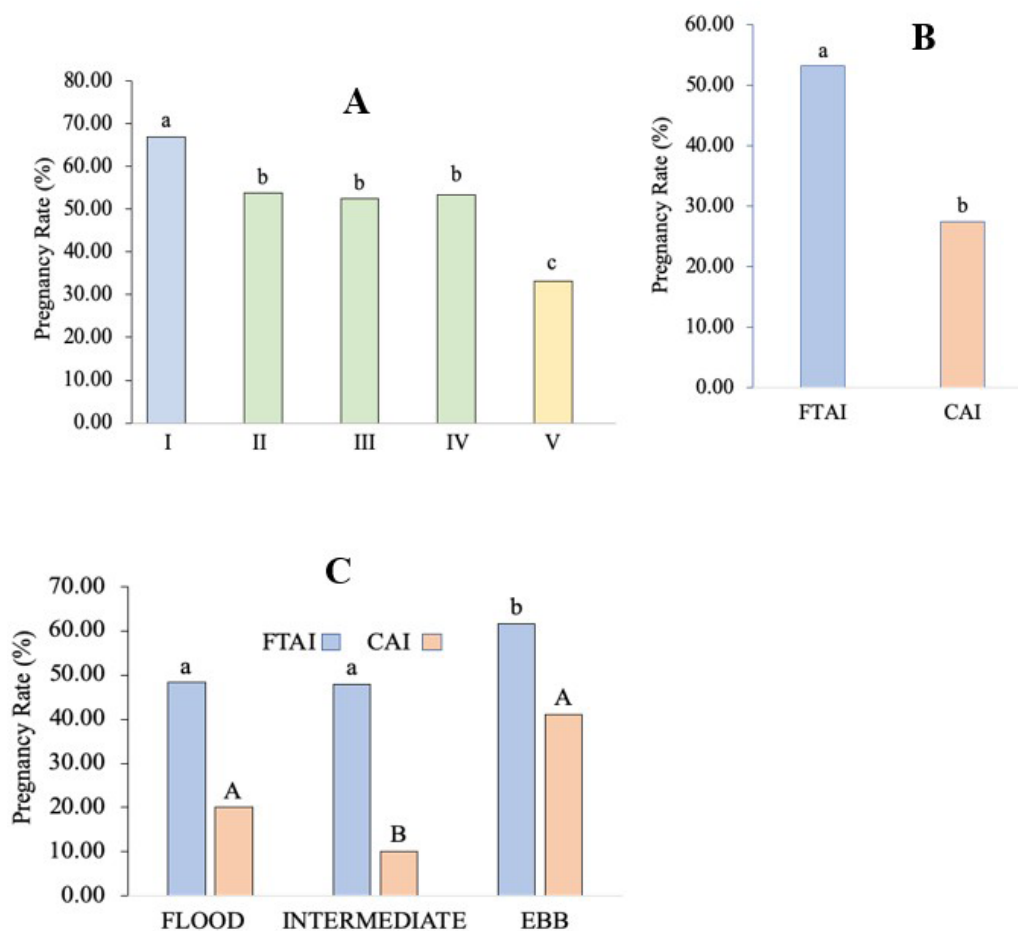 A
Pregnancy Rate (%)
80.00
70.00
60.00
50.00
40.00
30.00
20.00
10.00
0.00
a
b
b
b
c
I
II
III
IV
V
B
Pregnancy Rate (%)
60.00
50.00
40.00
30.00
20.00
10.00
0.00
a
b
FTAI
CAI
C
Pregnancy Rate (%)
70.00
60.00
50.00
40.00
30.00
20.00
10.00
0.00
FTAI
CAI
a
A
a
B
b
A
FLOOD
INTERMEDIATE
EBB